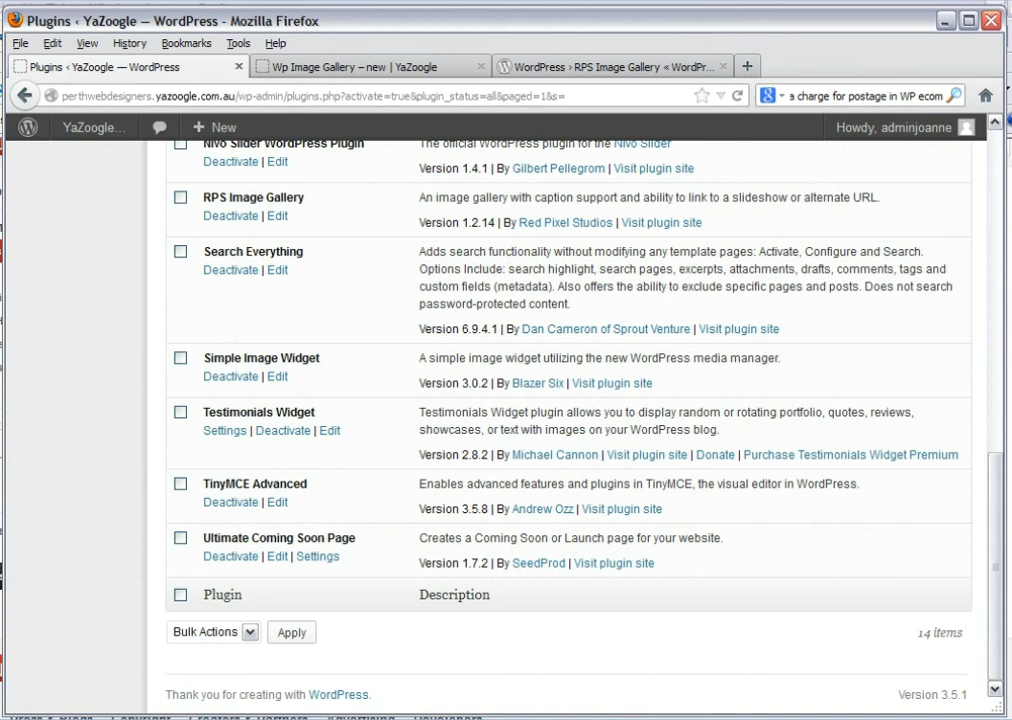 Plugins ‹ YaZoogle — WordPress - Mozilla Firefox
File Edit View History Bookmarks Tools Help
Plugins ‹ YaZoogle — WordPress × Wp Image Gallery – new | YaZoogle × WordPress › RPS Image Gallery « WordPr... × +
perthwebdesigners.yazoogle.com.au/wp-admin/plugins.php?activate=true&plugin_status=all&paged=1&s= a charge for postage in WP ecom
YaZoogle... + New Howdy, adminjoanne
Nivo Slider WordPress Plugin The official WordPress plugin for the Nivo Slider
Deactivate | Edit
Version 1.4.1 | By Gilbert Pellegrom | Visit plugin site
RPS Image Gallery An image gallery with caption support and ability to link to a slideshow or alternate URL.
Deactivate | Edit
Version 1.2.14 | By Red Pixel Studios | Visit plugin site
Search Everything Adds search functionality without modifying any template pages: Activate, Configure and Search.
Deactivate | Edit Options Include: search highlight, search pages, excerpts, attachments, drafts, comments, tags and
custom fields (metadata). Also offers the ability to exclude specific pages and posts. Does not search
password-protected content.
Version 6.9.4.1 | By Dan Cameron of Sprout Venture | Visit plugin site
Simple Image Widget A simple image widget utilizing the new WordPress media manager.
Deactivate | Edit
Version 3.0.2 | By Blazer Six | Visit plugin site
Testimonials Widget Testimonials Widget plugin allows you to display random or rotating portfolio, quotes, reviews,
Settings | Deactivate | Edit showcases, or text with images on your WordPress blog.
Version 2.8.2 | By Michael Cannon | Visit plugin site | Donate | Purchase Testimonials Widget Premium
TinyMCE Advanced Enables advanced features and plugins in TinyMCE, the visual editor in WordPress.
Deactivate | Edit
Version 3.5.8 | By Andrew Ozz | Visit plugin site
Ultimate Coming Soon Page Creates a Coming Soon or Launch page for your website.
Deactivate | Edit | Settings
Version 1.7.2 | By SeedProd | Visit plugin site
Plugin Description
Bulk Actions Apply 14 items
Thank you for creating with WordPress. Version 3.5.1